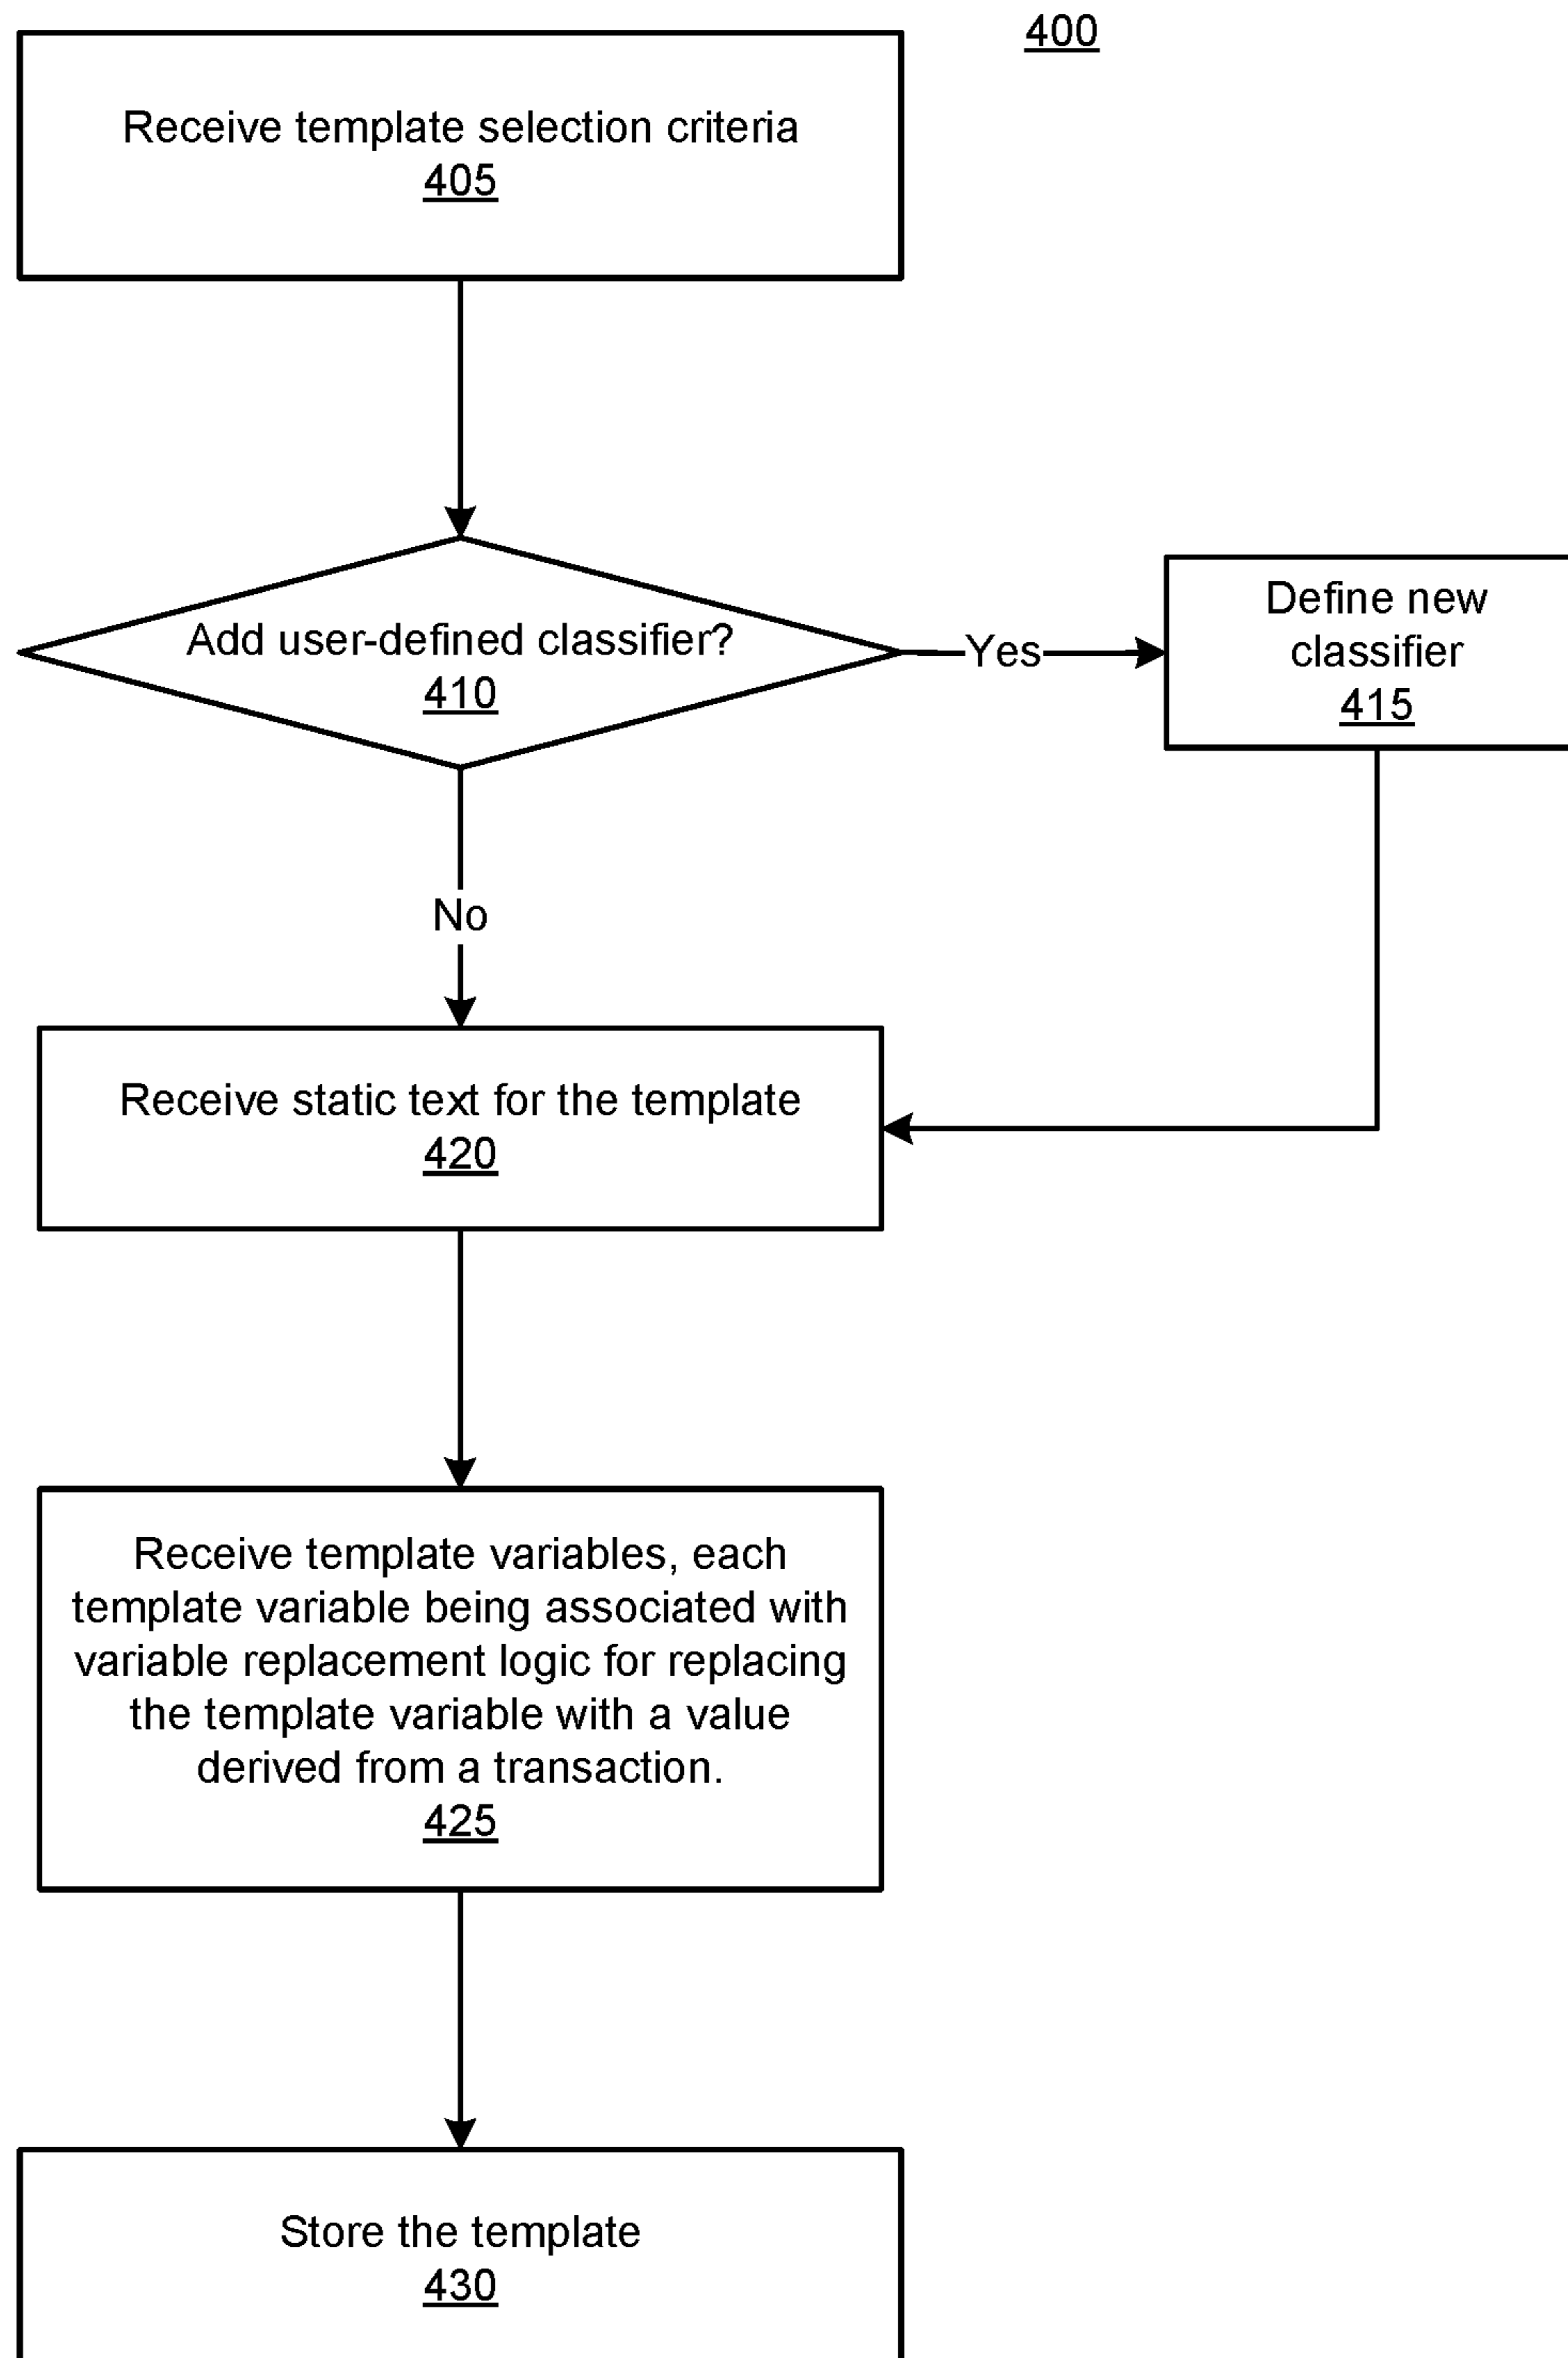 400
Receive template selection criteria
405
Add user-defined classifier?
410
Yes
Define new
classifier
415
No
Receive static text for the template
420
Receive template variables, each
template variable being associated with
variable replacement logic for replacing
the template variable with a value
derived from a transaction.
425
Store the template
430